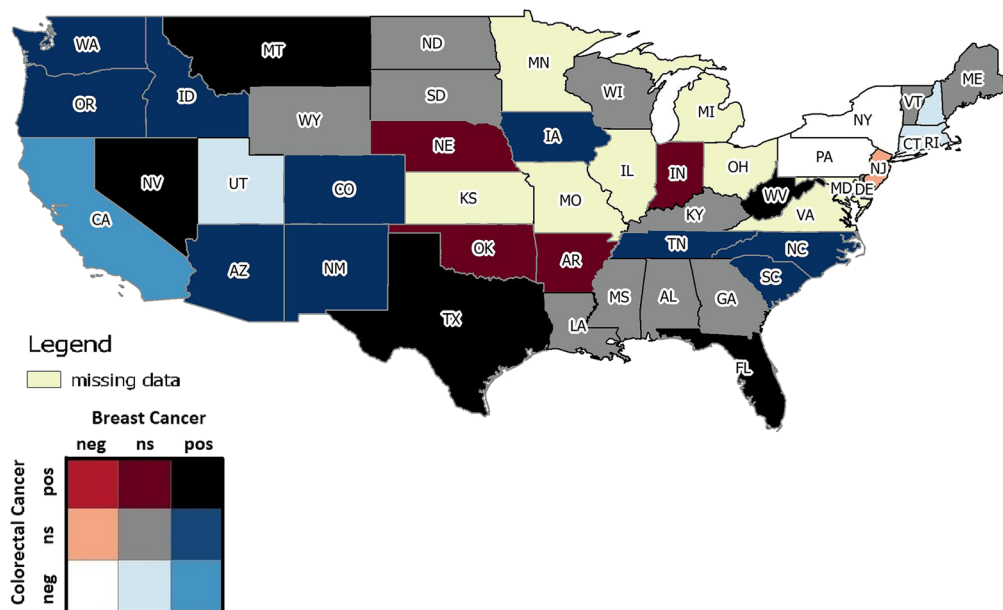 WA
MT
ND
MN
ME
OR
ID
SD
WI
VT
WY
MI
NY
CT
RI
IA
NE
PA
NJ
NV
UT
CO
IL
IN
OH
MD
DE
WV
CA
KS
MO
KY
VA
TN
NC
AZ
NM
OK
AR
SC
MS
AL
GA
TX
LA
FL
Legend
missing data
Breast Cancer
neg ns pos
Colorectal Cancer
pos
ns
neg